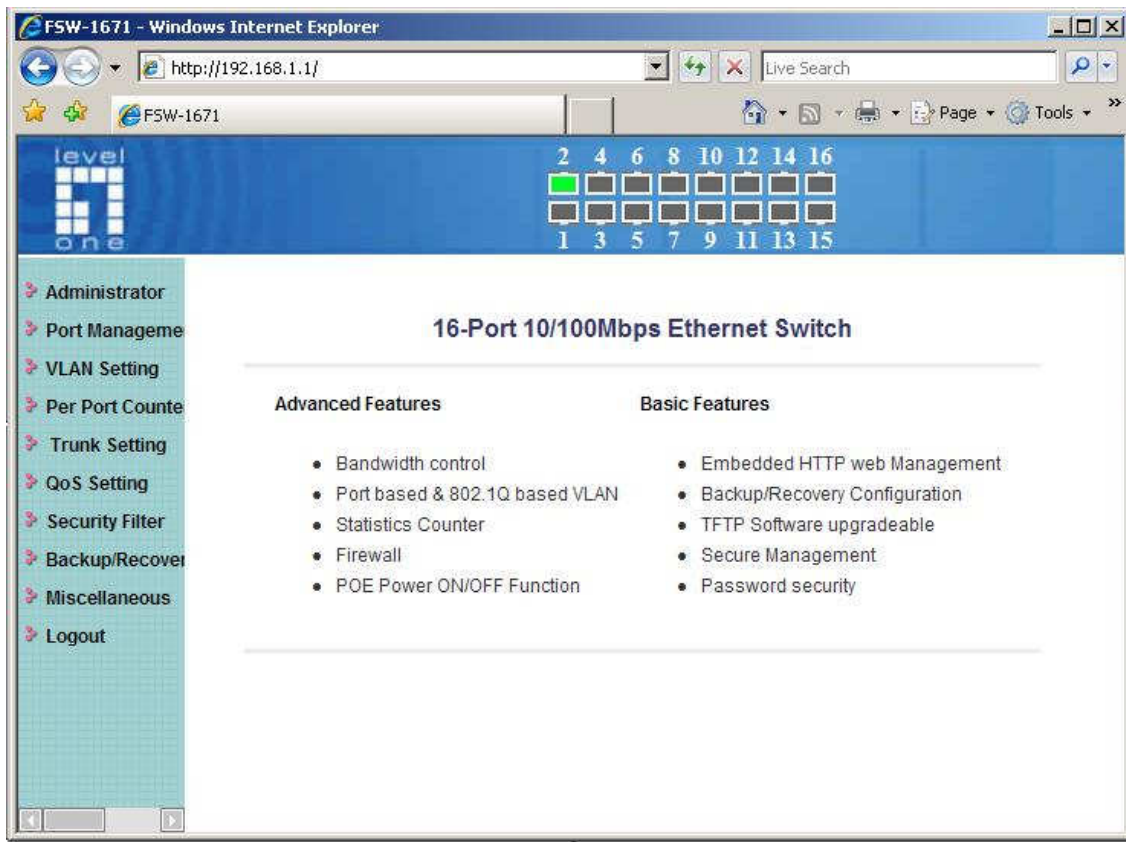 FSW-1671 - Windows Internet Explorer
http://192.168.1.1/
Live Search
FSW-1671
Page
Tools
»
level
one
2 4 6 8 10 12 14 16
1 3 5 7 9 11 13 15
Administrator
Port Manageme
VLAN Setting
Per Port Counte
Trunk Setting
QoS Setting
Security Filter
Backup/Recover
Miscellaneous
Logout
16-Port 10/100Mbps Ethernet Switch
Advanced Features
• Bandwidth control
• Port based & 802.1Q based VLAN
• Statistics Counter
• Firewall
• POE Power ON/OFF Function
Basic Features
• Embedded HTTP web Management
• Backup/Recovery Configuration
• TFTP Software upgradeable
• Secure Management
• Password security